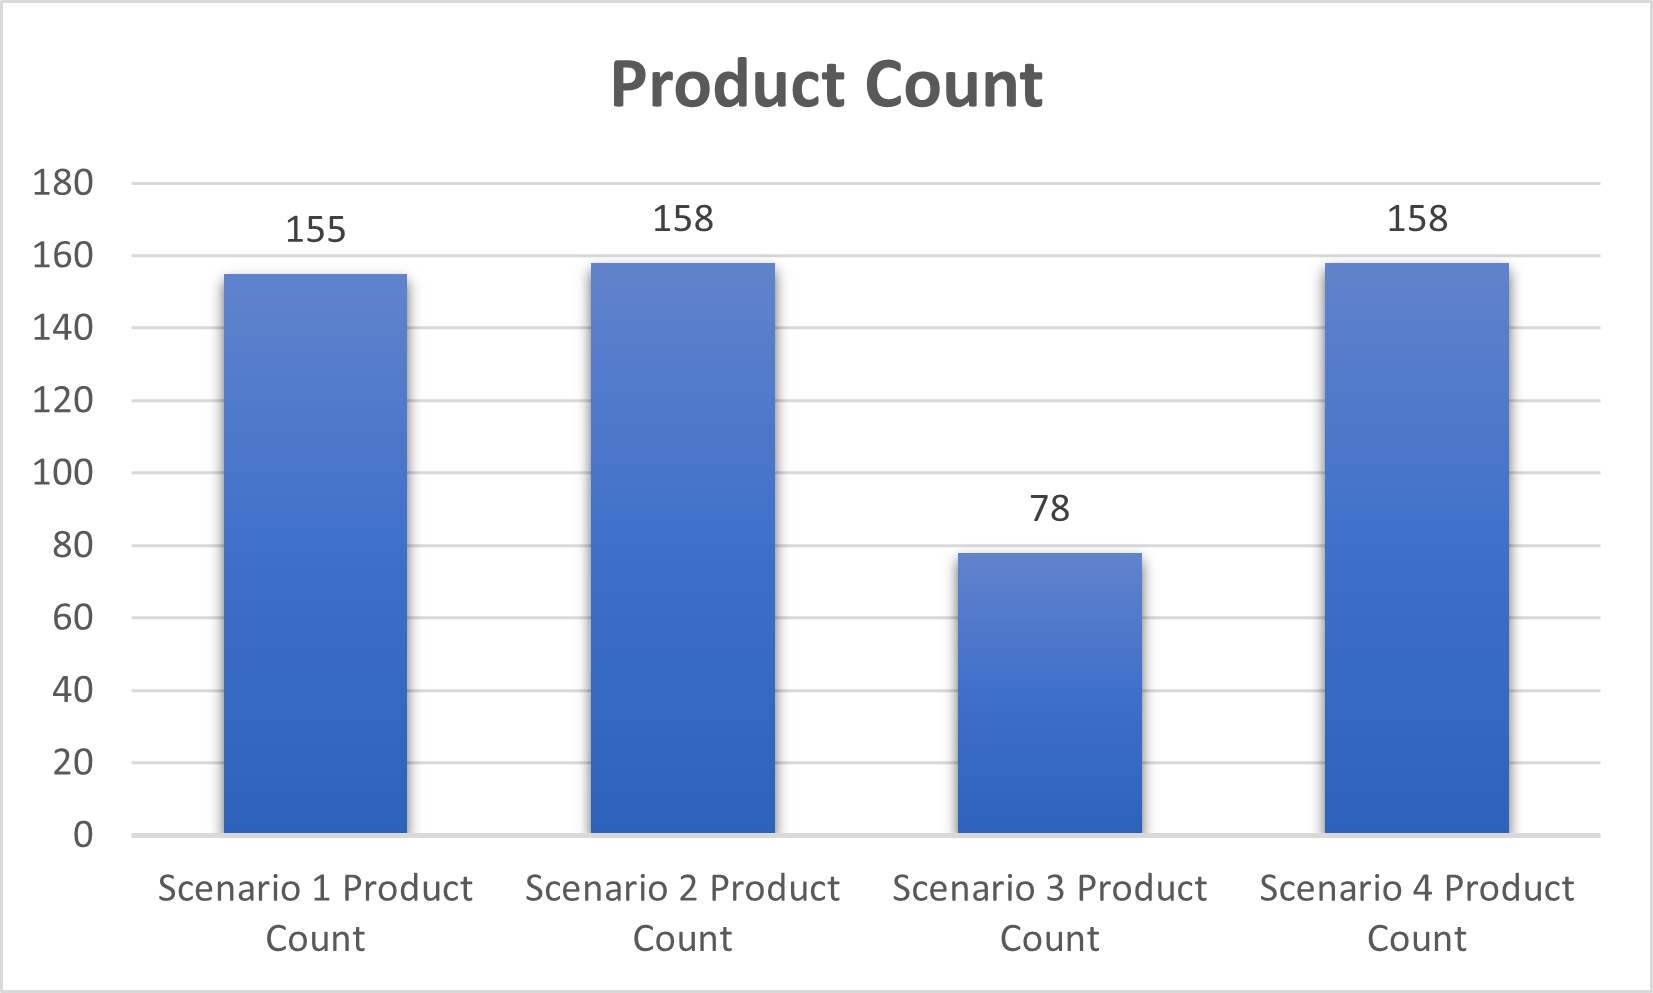 Product Count
180
160
140
120
100
80
60
40
20
0
155
158
78
158
Scenario 1 Product
Count
Scenario 2 Product
Count
Scenario 3 Product
Count
Scenario 4 Product
Count